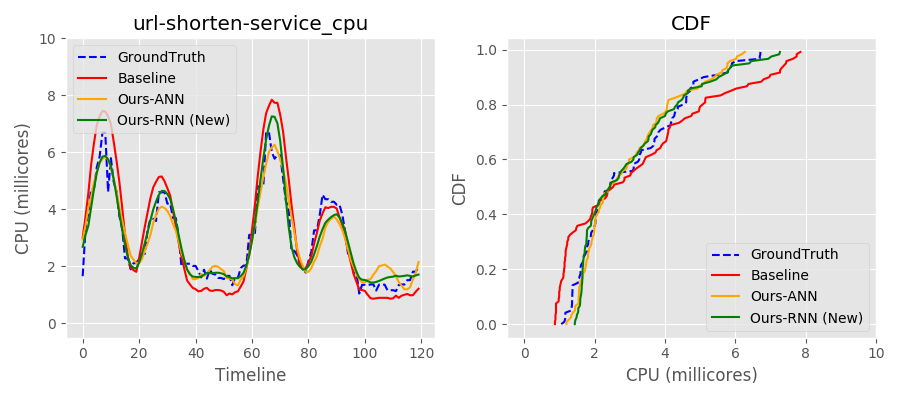 url-shorten-service_cpu
CPU (millicores)
10
8
6
4
2
0
GroundTruth
Baseline
Ours-ANN
Ours-RNN (New)
0 20 40 60 80 100 120
Timeline
CDF
CDF
1.0
0.8
0.6
0.4
0.2
0.0
GroundTruth
Baseline
Ours-ANN
Ours-RNN (New)
0 2 4 6 8 10
CPU (millicores)